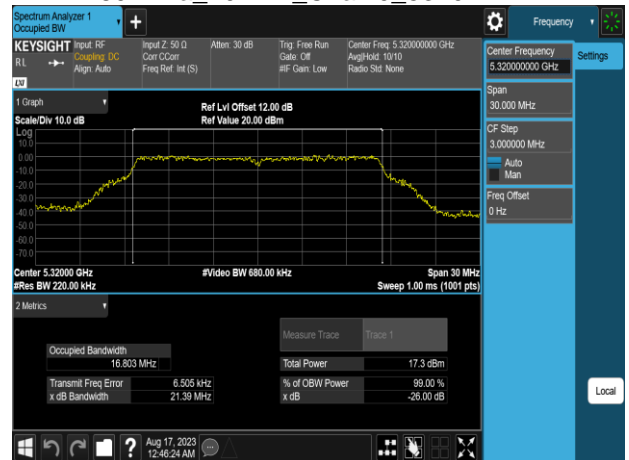 Spectrum Analyzer 1
Occupied BW
+
Frequency
KEYSIGHT
R L
Input: RF
Coupling: DC
Align: Auto
Input Z: 50 Ω
Corr CCorr
Freq Ref: Int (S)
Atten: 30 dB
Trig: Free Run
Gate: Off
#IF Gain: Low
Center Freq: 5.320000000 GHz
Avg|Hold: 10/10
Radio Std: None
Center Frequency
5.320000000 GHz
Settings
Span
30.000 MHz
CF Step
3.000000 MHz
Auto
Man
Freq Offset
0 Hz
1 Graph
Scale/Div 10.0 dB
Ref Lvl Offset 12.00 dB
Ref Value 20.00 dBm
Log
10.0
0.00
-10.0
-20.0
-30.0
-40.0
-50.0
-60.0
-70.0
Center 5.32000 GHz
#Res BW 220.00 kHz
#Video BW 680.00 kHz
Span 30 MHz
Sweep 1.00 ms (1001 pts)
2 Metrics
Measure Trace
Trace 1
Occupied Bandwidth
16.803 MHz
Total Power
17.3 dBm
Transmit Freq Error
6.505 kHz
% of OBW Power
99.00 %
x dB Bandwidth
21.39 MHz
x dB
-26.00 dB
Local
?
Aug 17, 2023
12:46:24 AM